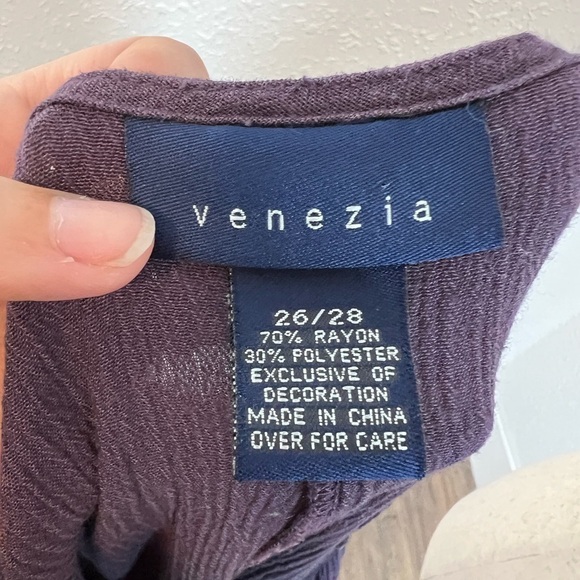 venezia
26/28
70% RAYON
30% POLYESTER
EXCLUSIVE OF
DECORATION
MADE IN CHINA
OVER FOR CARE